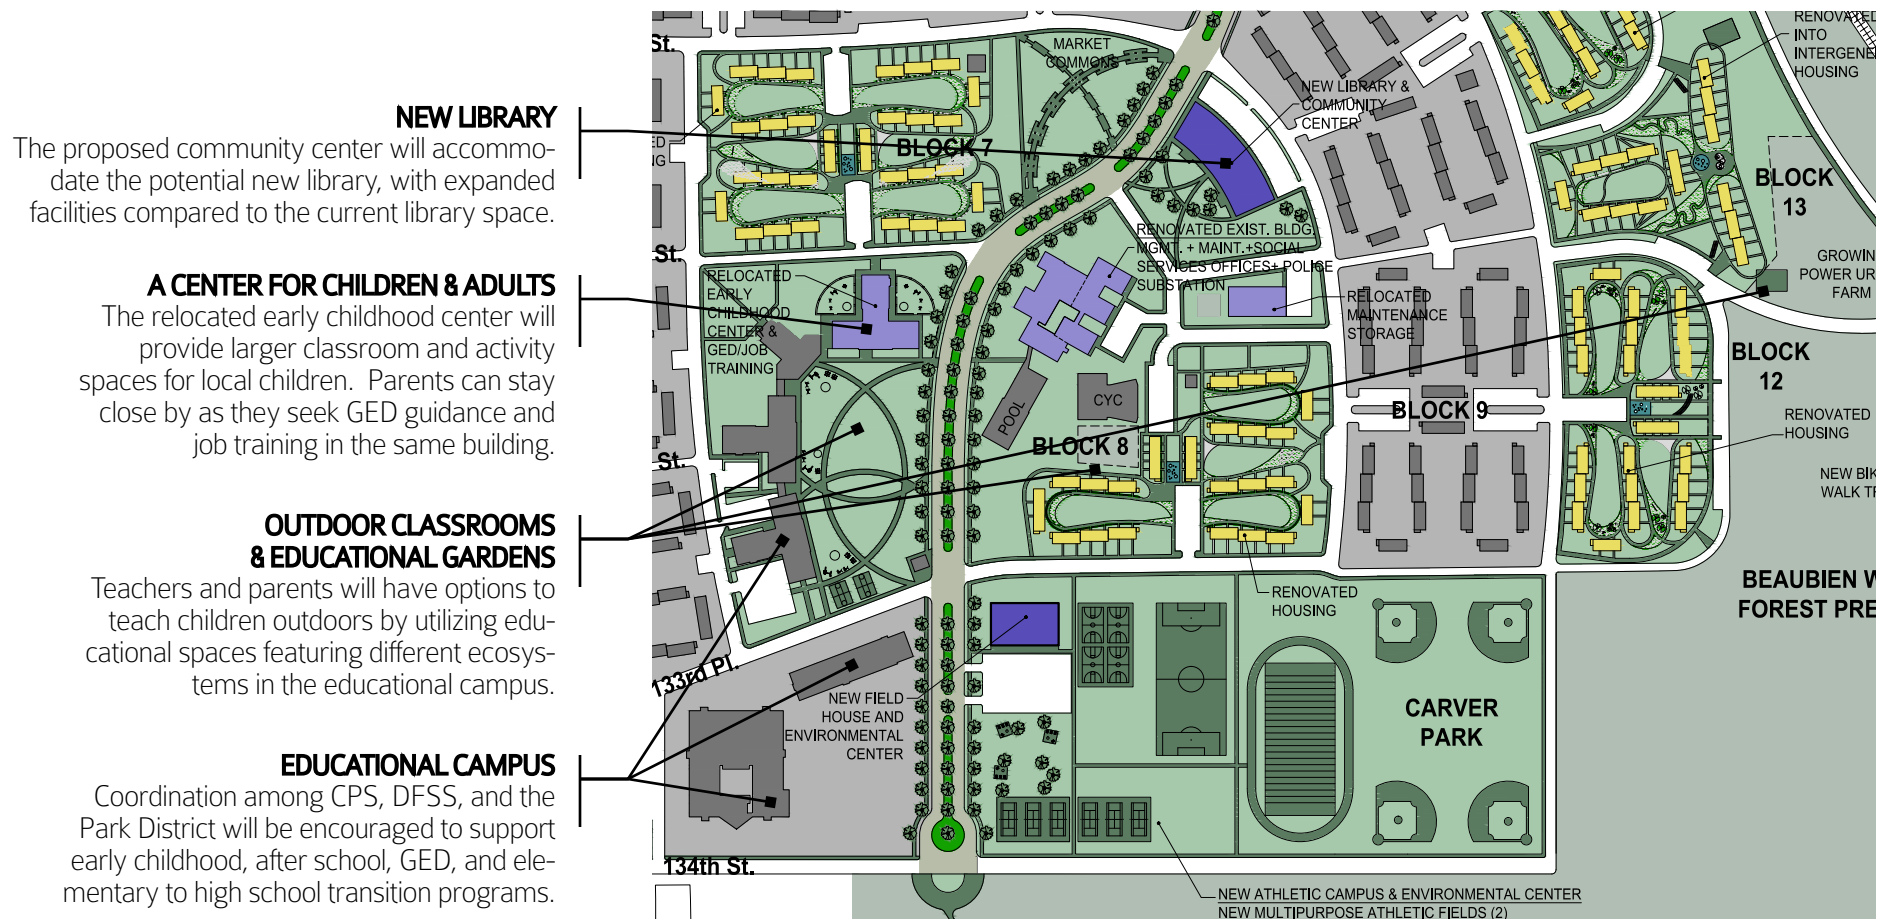 NEW LIBRARY
The proposed community center will accommo-
date the potential new library, with expanded
facilities compared to the current library space.
A CENTER FOR CHILDREN & ADULTS
The relocated early childhood center will
provide larger classroom and activity
spaces for local children. Parents can stay
close by as they seek GED guidance and
job training in the same building.
OUTDOOR CLASSROOMS
& EDUCATIONAL GARDENS
Teachers and parents will have options to
teach children outdoors by utilizing edu-
cational spaces featuring different ecosys-
tems in the educational campus.
EDUCATIONAL CAMPUS
Coordination among CPS, DFSS, and the
Park District will be encouraged to support
early childhood, after school, GED, and ele-
mentary to high school transition programs.
St.
MARKET
COMMONS
NEW LIBRARY &
COMMUNITY
CENTER
RENOVATED
INTO
INTERGENE
HOUSING
ED
NG
BLOCK 7
BLOCK
13
St.
RENOVATED EXIST. BLDG.
MGMT. + MAINT.+SOCIAL
SERVICES OFFICES+ POLICE
SUBSTATION
RELOCATED
EARLY
CHILDHOOD
CENTER &
GED/JOB
TRAINING
RELOCATED
MAINTENANCE
STORAGE
GROWIN
POWER UR
FARM
BLOCK
12
POOL
CYC
BLOCK 8
BLOCK 9
RENOVATED
HOUSING
St.
NEW BIK
WALK TR
RENOVATED
HOUSING
BEAUBIEN W
FOREST PRE
133rd Pl.
NEW FIELD
HOUSE AND
ENVIRONMENTAL
CENTER
CARVER
PARK
134th St.
NEW ATHLETIC CAMPUS & ENVIRONMENTAL CENTER
NEW MULTIPURPOSE ATHLETIC FIELDS (2)